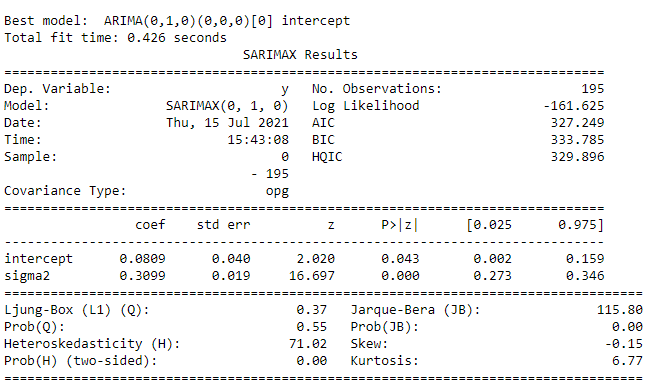 Best model:  ARIMA(0,1,0)(0,0,0)[0] intercept
Total fit time: 0.426 seconds
                               SARIMAX Results
==============================================================================
Dep. Variable:                      y   No. Observations:                  195
Model:               SARIMAX(0, 1, 0)   Log Likelihood                -161.625
Date:                Thu, 15 Jul 2021   AIC                            327.249
Time:                        15:43:08   BIC                            333.785
Sample:                             0   HQIC                           329.896
                                - 195
Covariance Type:                  opg
==============================================================================
                 coef    std err          z      P>|z|      [0.025      0.975]
------------------------------------------------------------------------------
intercept      0.0809      0.040      2.020      0.043       0.002       0.159
sigma2         0.3099      0.019     16.697      0.000       0.273       0.346
===================================================================================
Ljung-Box (L1) (Q):                   0.37   Jarque-Bera (JB):               115.80
Prob(Q):                              0.55   Prob(JB):                         0.00
Heteroskedasticity (H):              71.02   Skew:                            -0.15
Prob(H) (two-sided):                  0.00   Kurtosis:                         6.77
===================================================================================